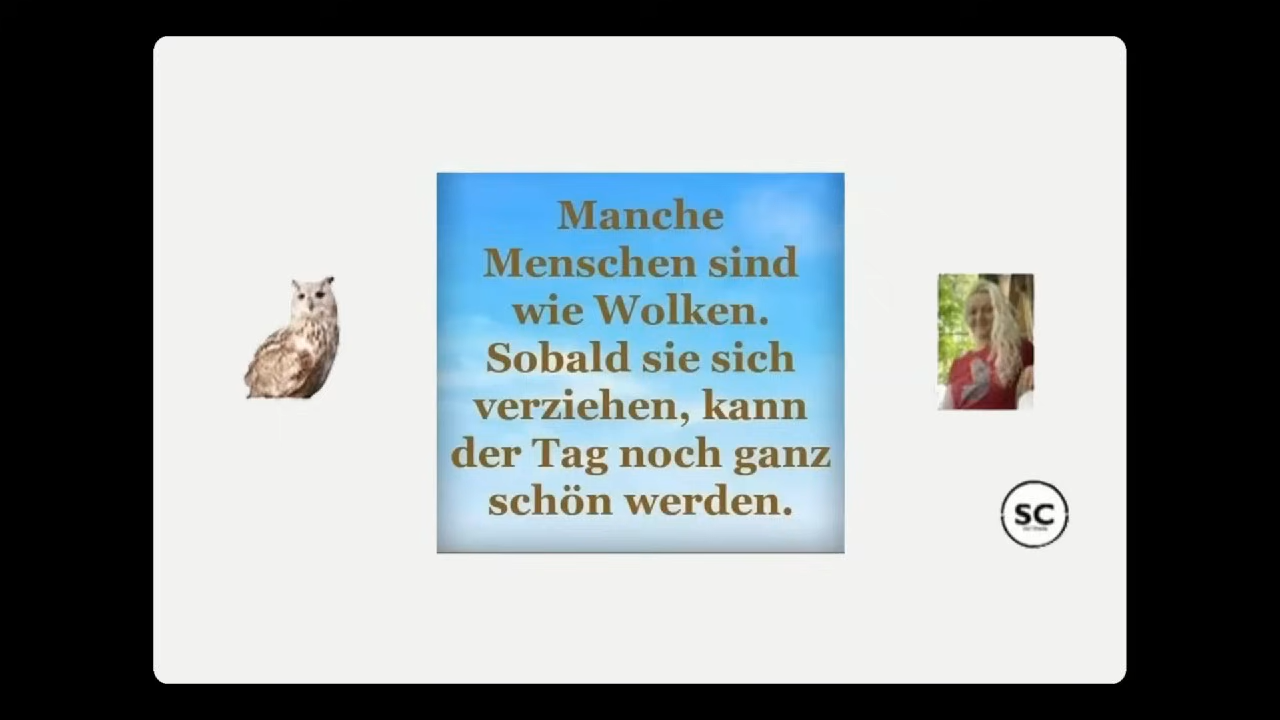 Manche
Menschen sind
wie Wolken.
Sobald sie sich
verziehen, kann
der Tag noch ganz
schön werden.
SC